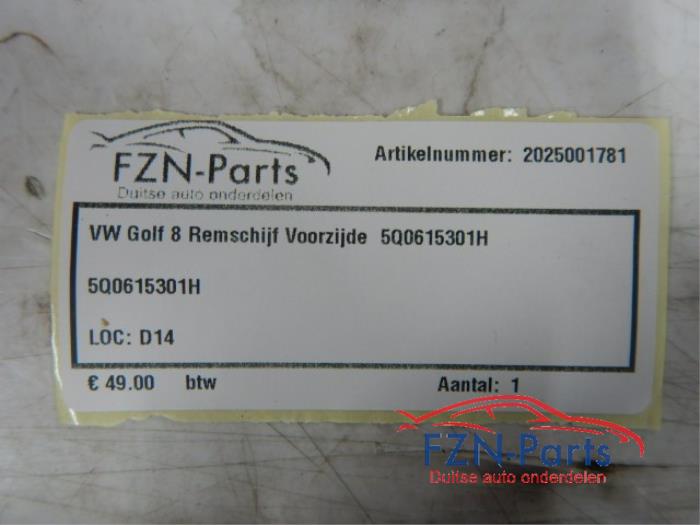 FZN-Parts
Duitse auto onderdelen
Artikelnummer: 2025001781
VW Golf 8 Remschijf Voorzijde 5Q0615301H
5Q0615301H
LOC: D14
€ 49.00 btw
Aantal: 1
FZN-Parts
Duitse auto onderdelen